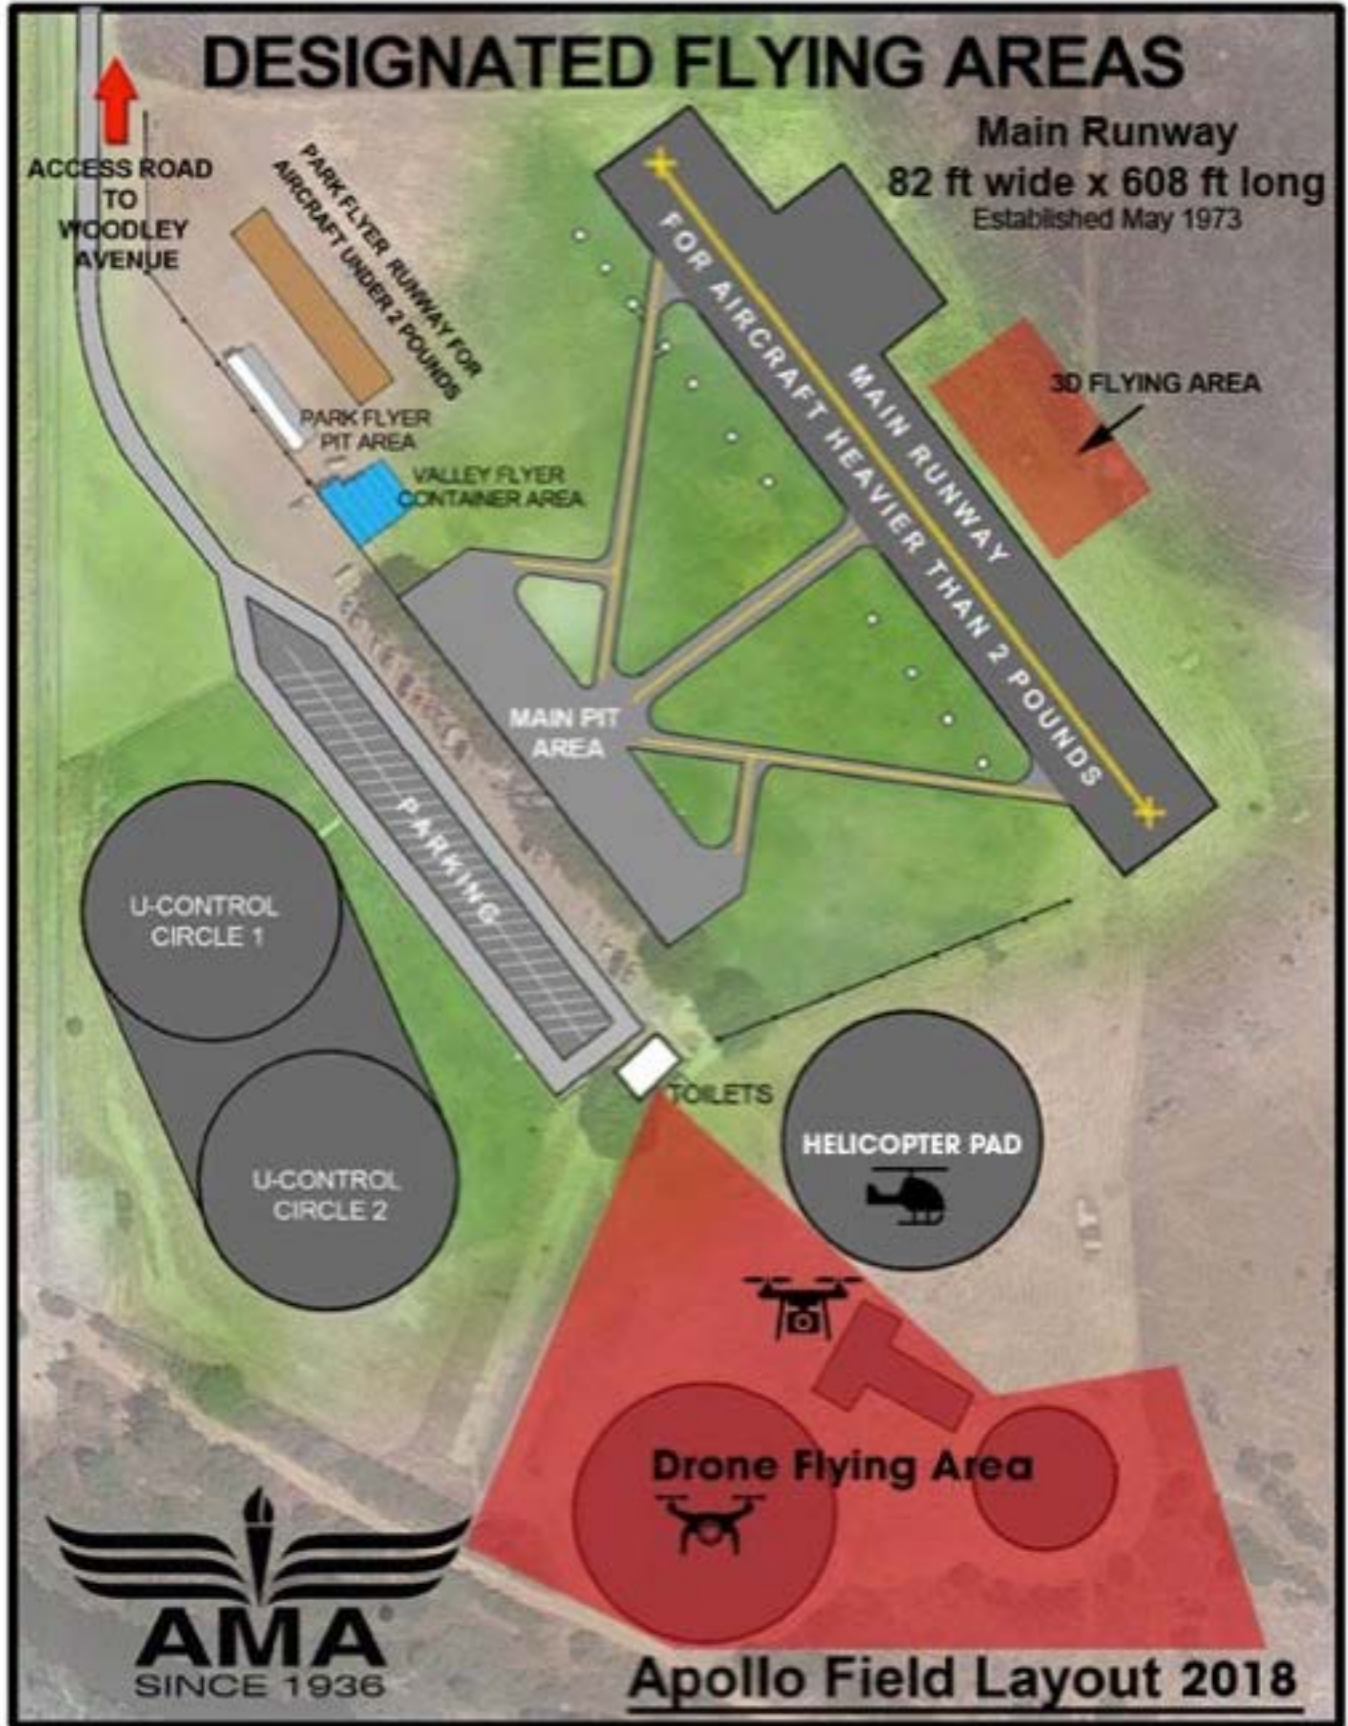 DESIGNATED FLYING AREAS
Main Runway
82 ft wide x 608 ft long
Established May 1973
ACCESS ROAD
TO
WOODLEY
AVENUE
PARK FLYER RUNWAY FOR
AIRCRAFT UNDER 2 POUNDS
PARK FLYER
PIT AREA
VALLEY FLYER
CONTAINER AREA
FOR AIRCRAFT HEAVIER THAN 2 POUNDS
MAIN RUNWAY
3D FLYING AREA
MAIN PIT
AREA
PARKING
U-CONTROL
CIRCLE 1
U-CONTROL
CIRCLE 2
TOILETS
HELICOPTER PAD
Drone Flying Area
AMA
SINCE 1936
Apollo Field Layout 2018